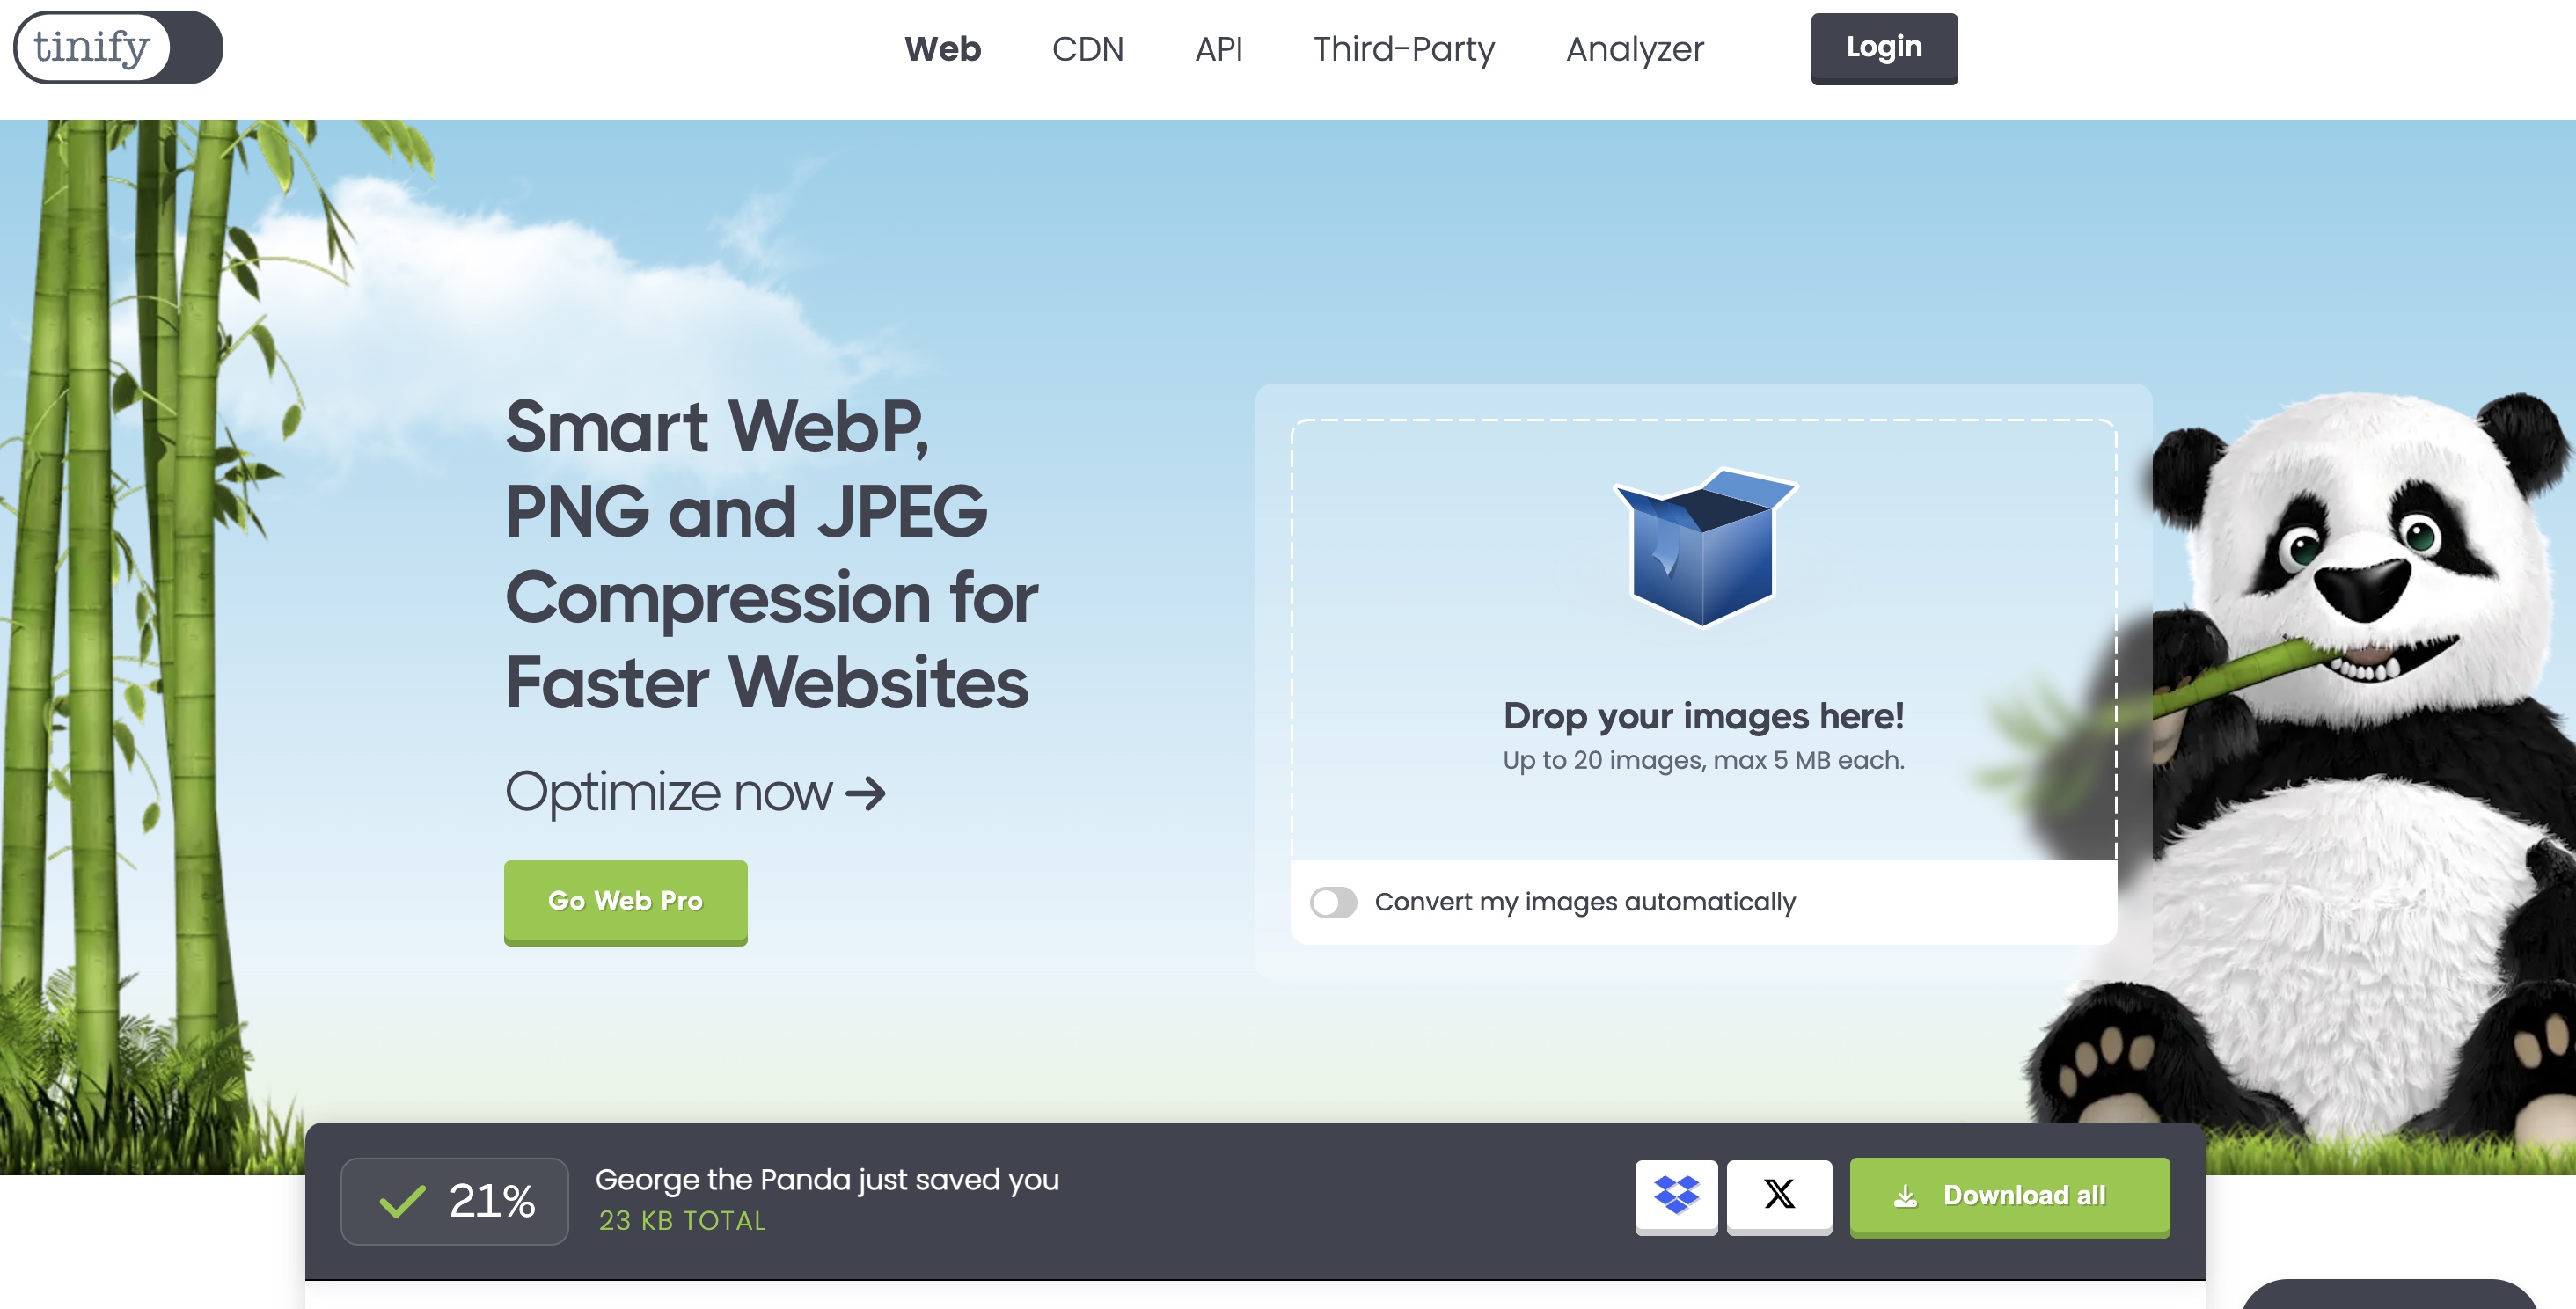 tinify
Web
CDN
API
Third-Party
Analyzer
Login
Smart WebP,
PNG and JPEG
Compression for
Faster Websites
Optimize now →
Go Web Pro
Drop your images here!
Up to 20 images, max 5 MB each.
Convert my images automatically
21%
George the Panda just saved you
23 KB TOTAL
Download all